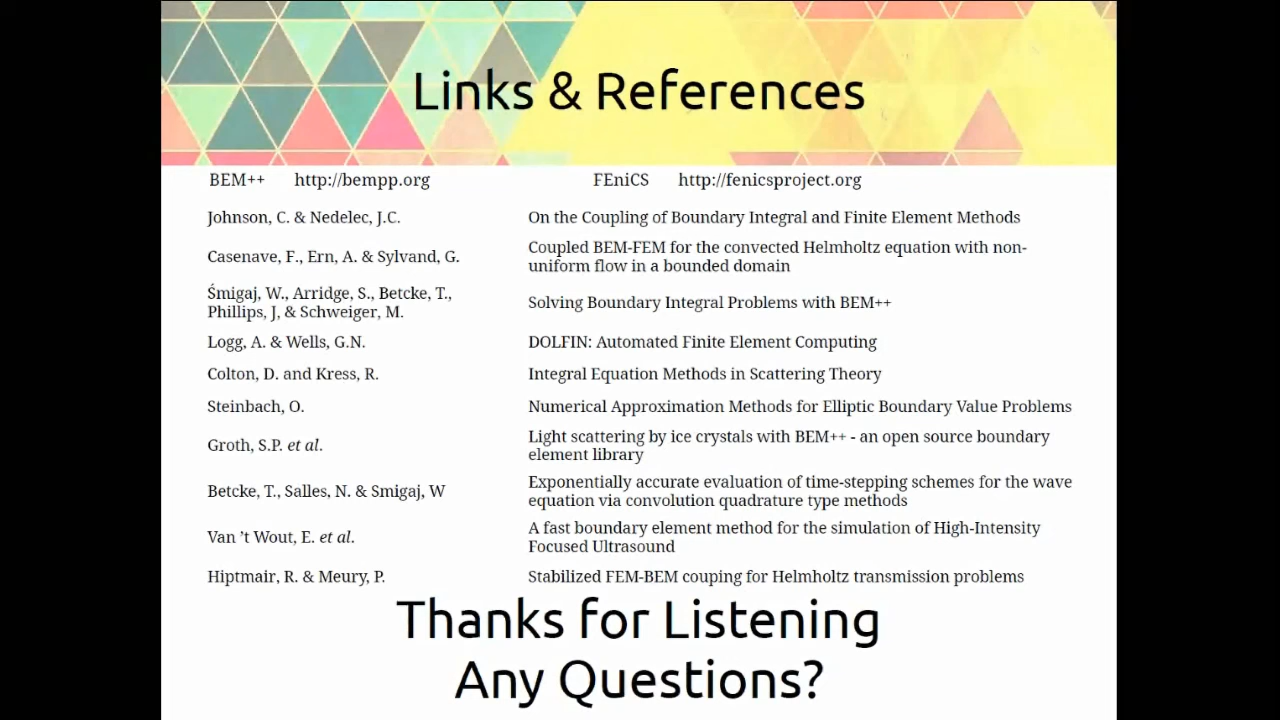 Links & References
BEM++ http://bempp.org FEniCS http://fenicsproject.org
Johnson, C. & Nedelec, J.C. On the Coupling of Boundary Integral and Finite Element Methods
Casenave, F., Ern, A. & Sylvand, G. Coupled BEM-FEM for the convected Helmholtz equation with non-
uniform flow in a bounded domain
Śmigaj, W., Arridge, S., Betcke, T.,
Phillips, J, & Schweiger, M. Solving Boundary Integral Problems with BEM++
Logg, A. & Wells, G.N. DOLFIN: Automated Finite Element Computing
Colton, D. and Kress, R. Integral Equation Methods in Scattering Theory
Steinbach, O. Numerical Approximation Methods for Elliptic Boundary Value Problems
Groth, S.P. et al. Light scattering by ice crystals with BEM++ - an open source boundary
element library
Betcke, T., Salles, N. & Smigaj, W Exponentially accurate evaluation of time-stepping schemes for the wave
equation via convolution quadrature type methods
Van ’t Wout, E. et al. A fast boundary element method for the simulation of High-Intensity
Focused Ultrasound
Hiptmair, R. & Meury, P. Stabilized FEM-BEM couping for Helmholtz transmission problems
Thanks for Listening
Any Questions?